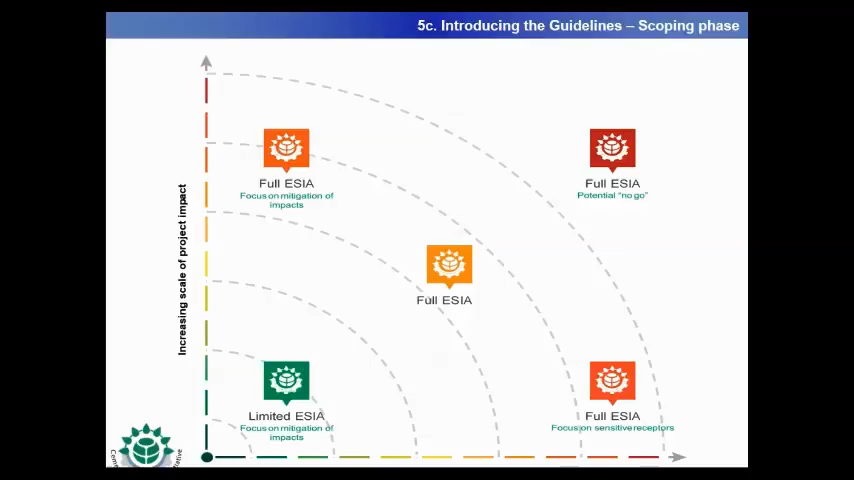 5c. Introducing the Guidelines – Scoping phase
Increasing scale of project impact
Full ESIA
Focus on mitigation of
impacts
Full ESIA
Potential "no go"
Full ESIA
Limited ESIA
Focus on mitigation of
impacts
Full ESIA
Focus on sensitive receptors